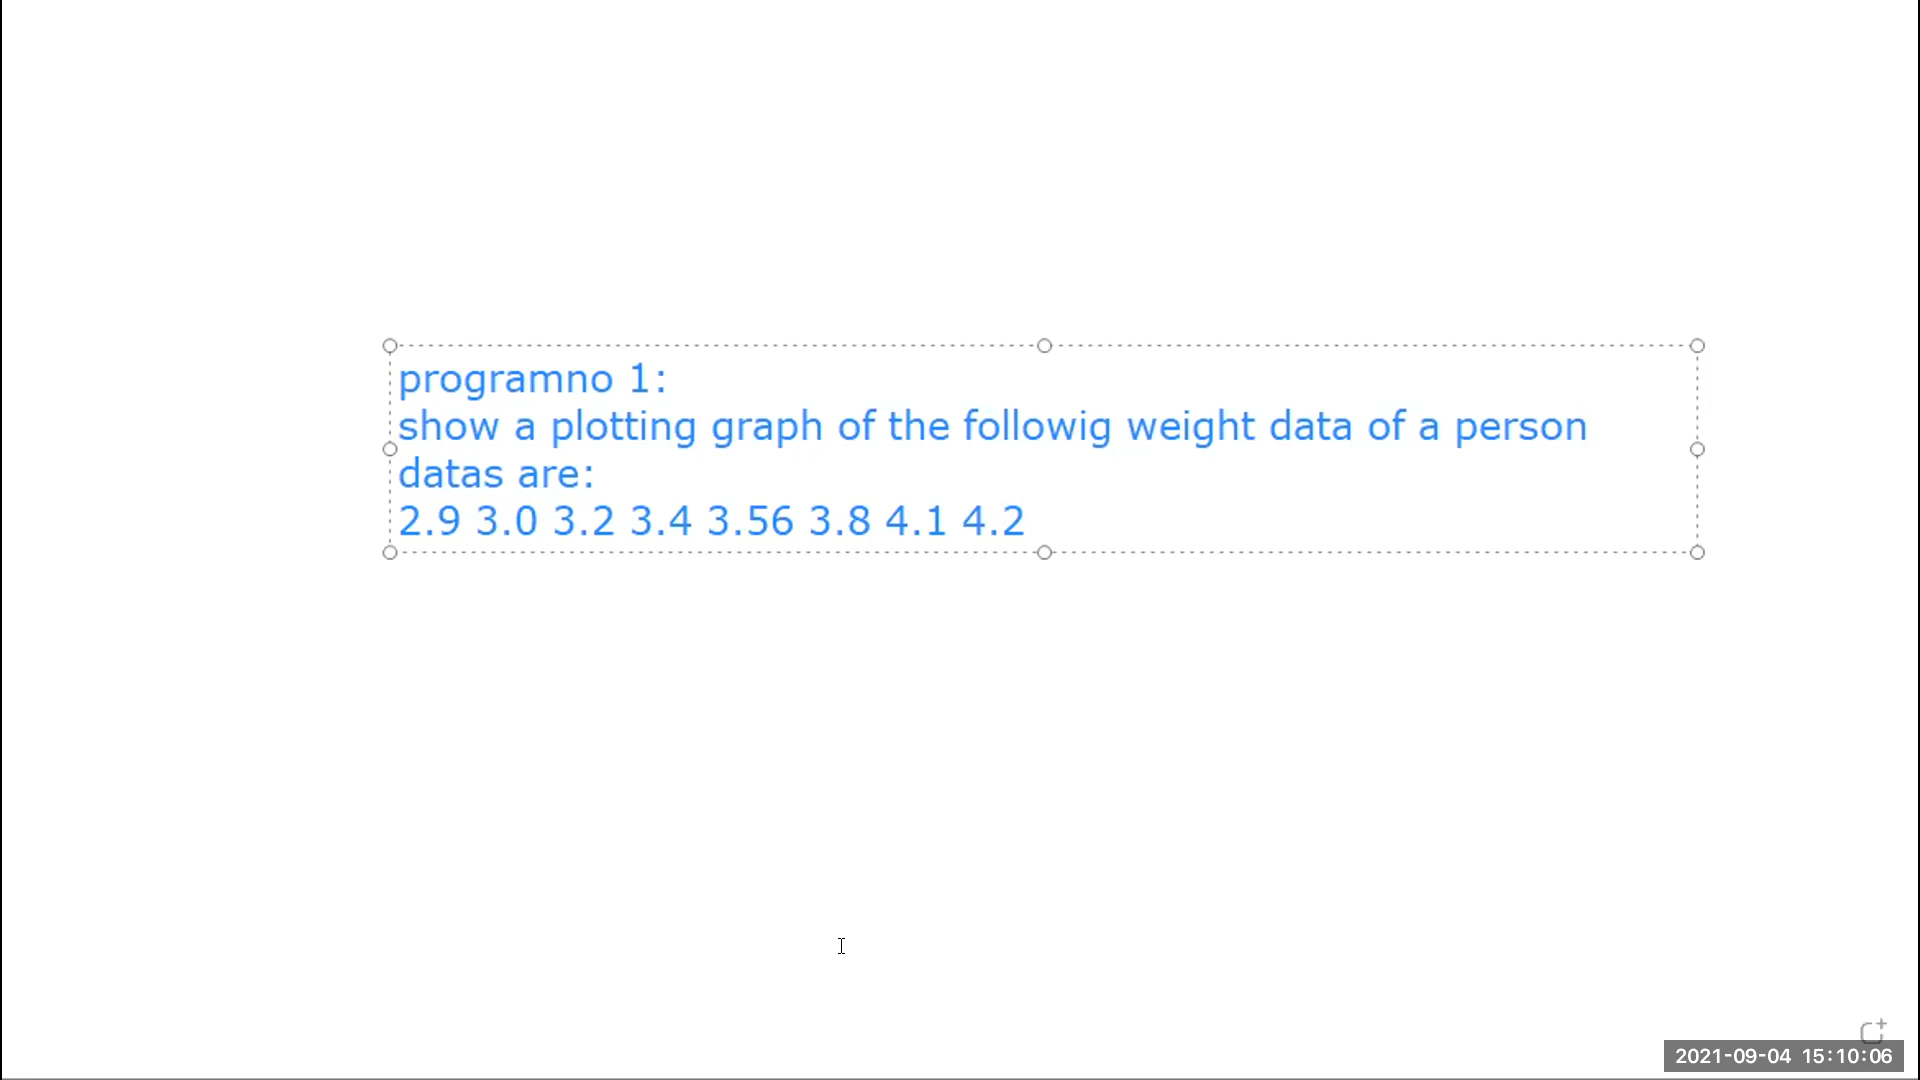 programno 1:
show a plotting graph of the followig weight data of a person
datas are:
2.9 3.0 3.2 3.4 3.56 3.8 4.1 4.2
2021-09-04 15:10:06